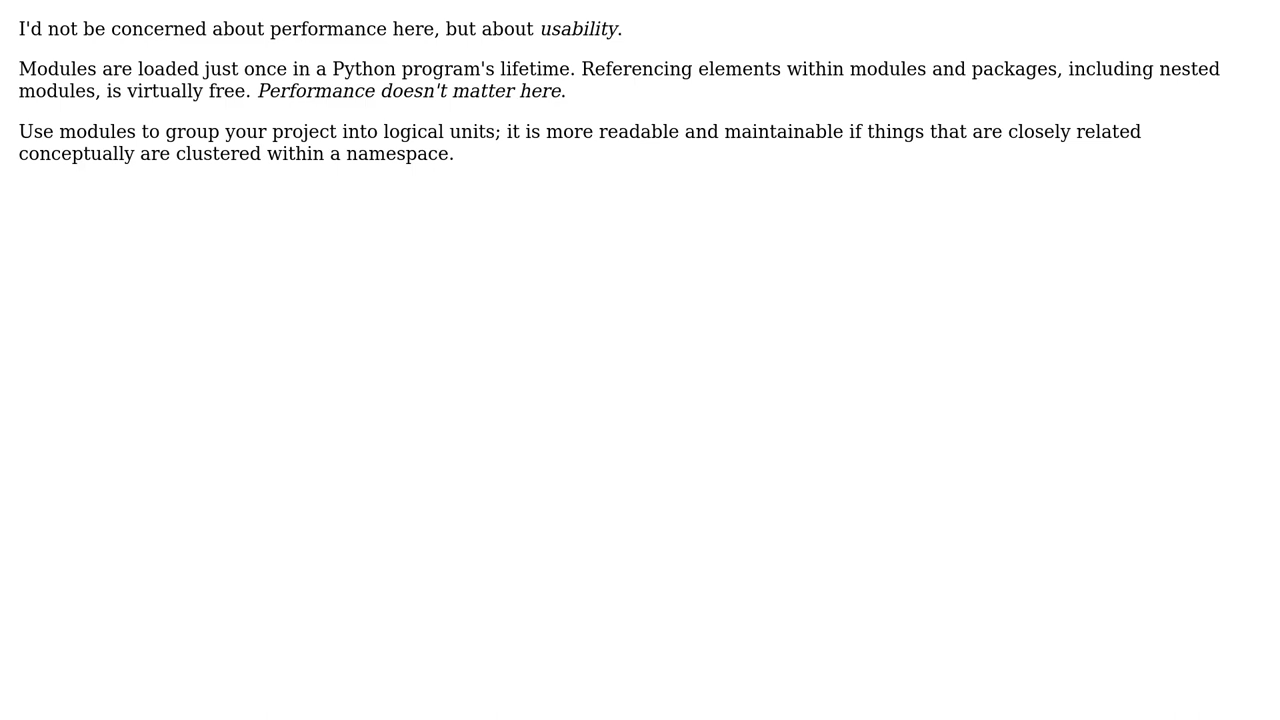 I'd not be concerned about performance here, but about usability.
Modules are loaded just once in a Python program's lifetime. Referencing elements within modules and packages, including nested
modules, is virtually free. Performance doesn't matter here.
Use modules to group your project into logical units; it is more readable and maintainable if things that are closely related
conceptually are clustered within a namespace.